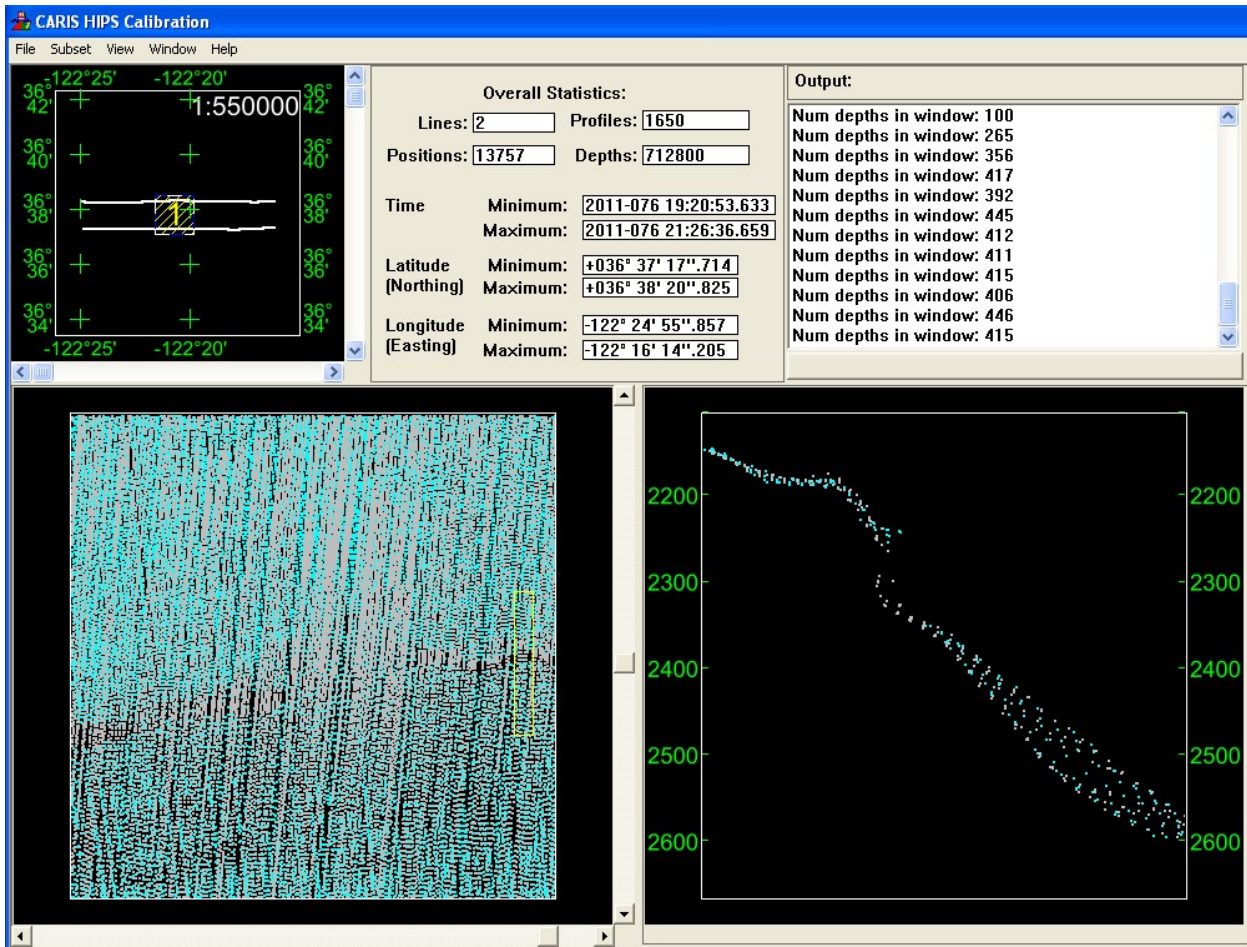 CARIS HIPS Calibration
File Subset View Window Help
-122°25' -122°20'
36° 42' 1:550000 36° 42'
36° 40' 36° 40'
36° 38' 1 36° 38'
36° 36' 36° 36'
36° 34' 36° 34'
-122°25' -122°20'
Overall Statistics:
Lines: 2 Profiles: 1650
Positions: 13757 Depths: 712800
Time Minimum: 2011-076 19:20:53.633
Maximum: 2011-076 21:26:36.659
Latitude Minimum: +036° 37' 17".714
(Northing) Maximum: +036° 38' 20".825
Longitude Minimum: -122° 24' 55".857
(Easting) Maximum: -122° 16' 14".205
Output:
Num depths in window: 100
Num depths in window: 265
Num depths in window: 356
Num depths in window: 417
Num depths in window: 392
Num depths in window: 445
Num depths in window: 412
Num depths in window: 411
Num depths in window: 415
Num depths in window: 406
Num depths in window: 446
Num depths in window: 415
2200 2200
2300 2300
2400 2400
2500 2500
2600 2600